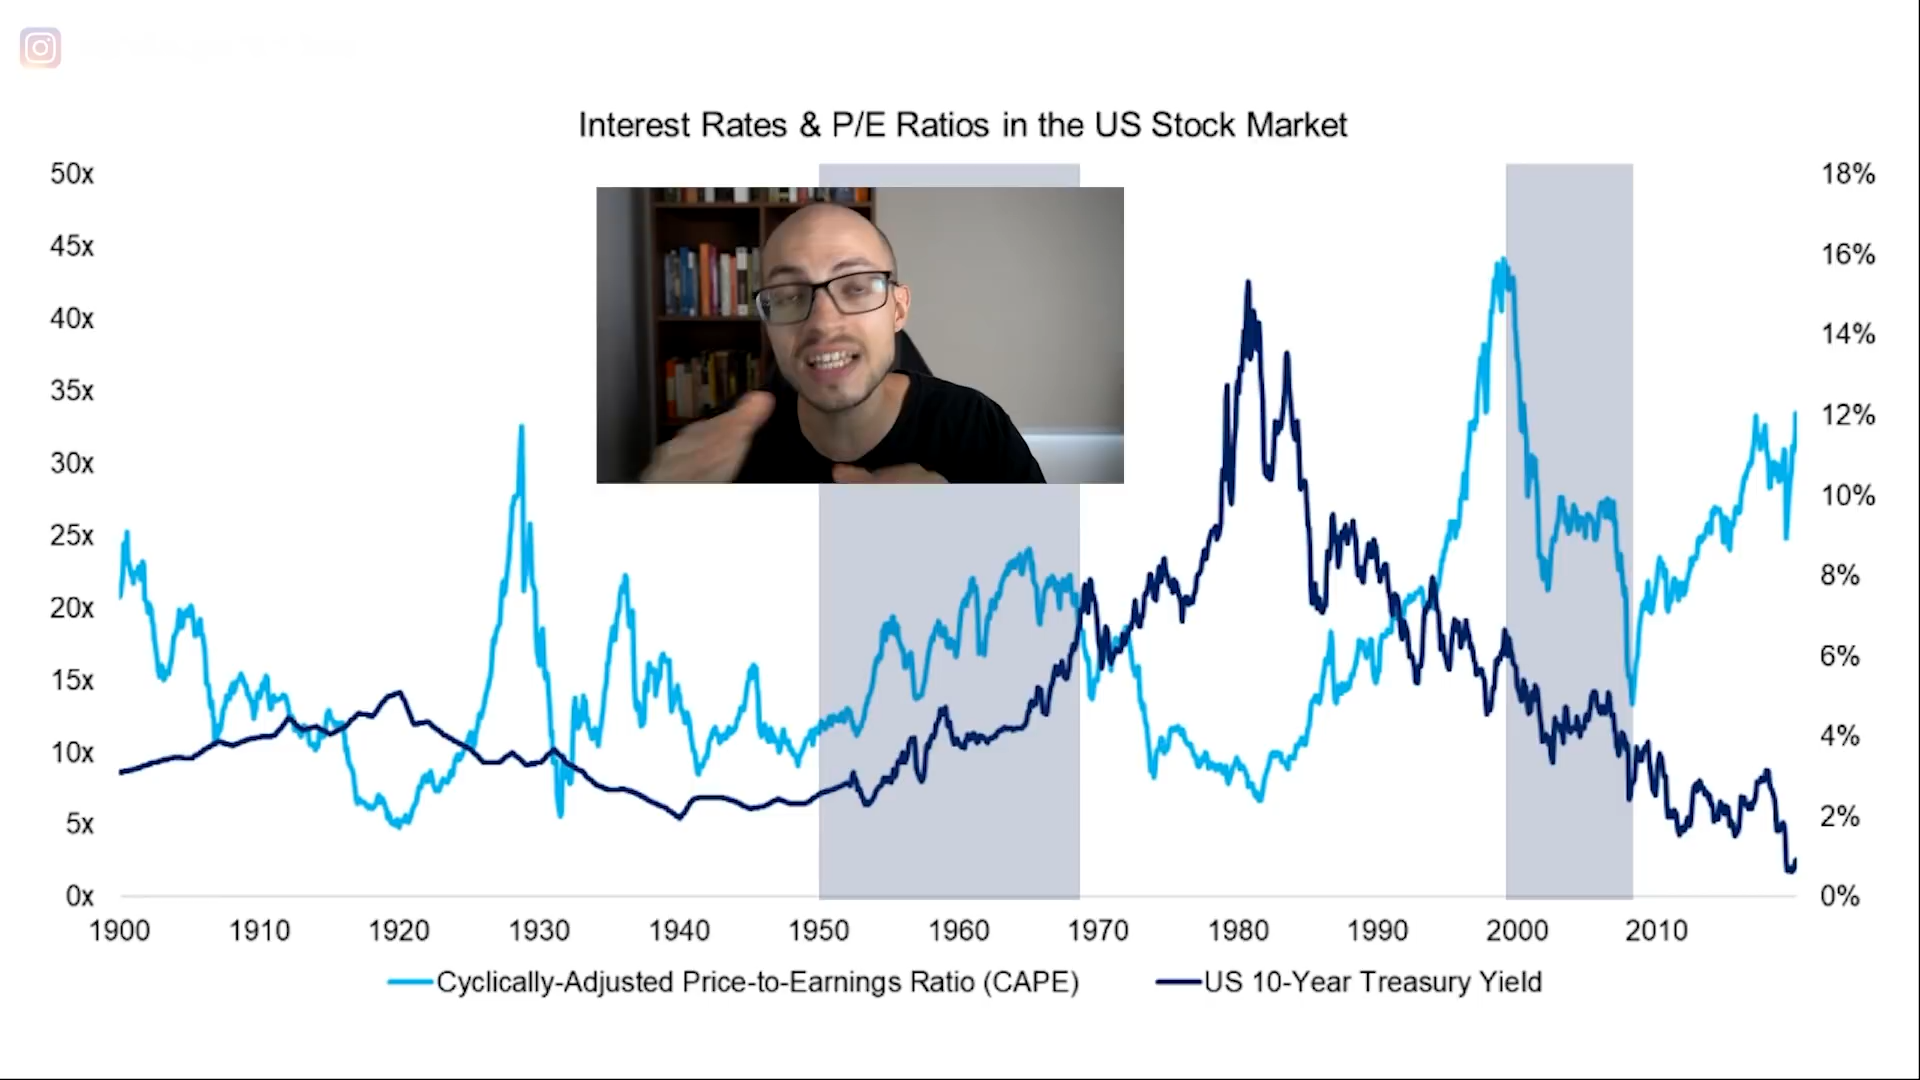 Interest Rates & P/E Ratios in the US Stock Market
50x
45x
40x
35x
30x
25x
20x
15x
10x
5x
0x
18%
16%
14%
12%
10%
8%
6%
4%
2%
0%
1900 1910 1920 1930 1940 1950 1960 1970 1980 1990 2000 2010
Cyclically-Adjusted Price-to-Earnings Ratio (CAPE) US 10-Year Treasury Yield